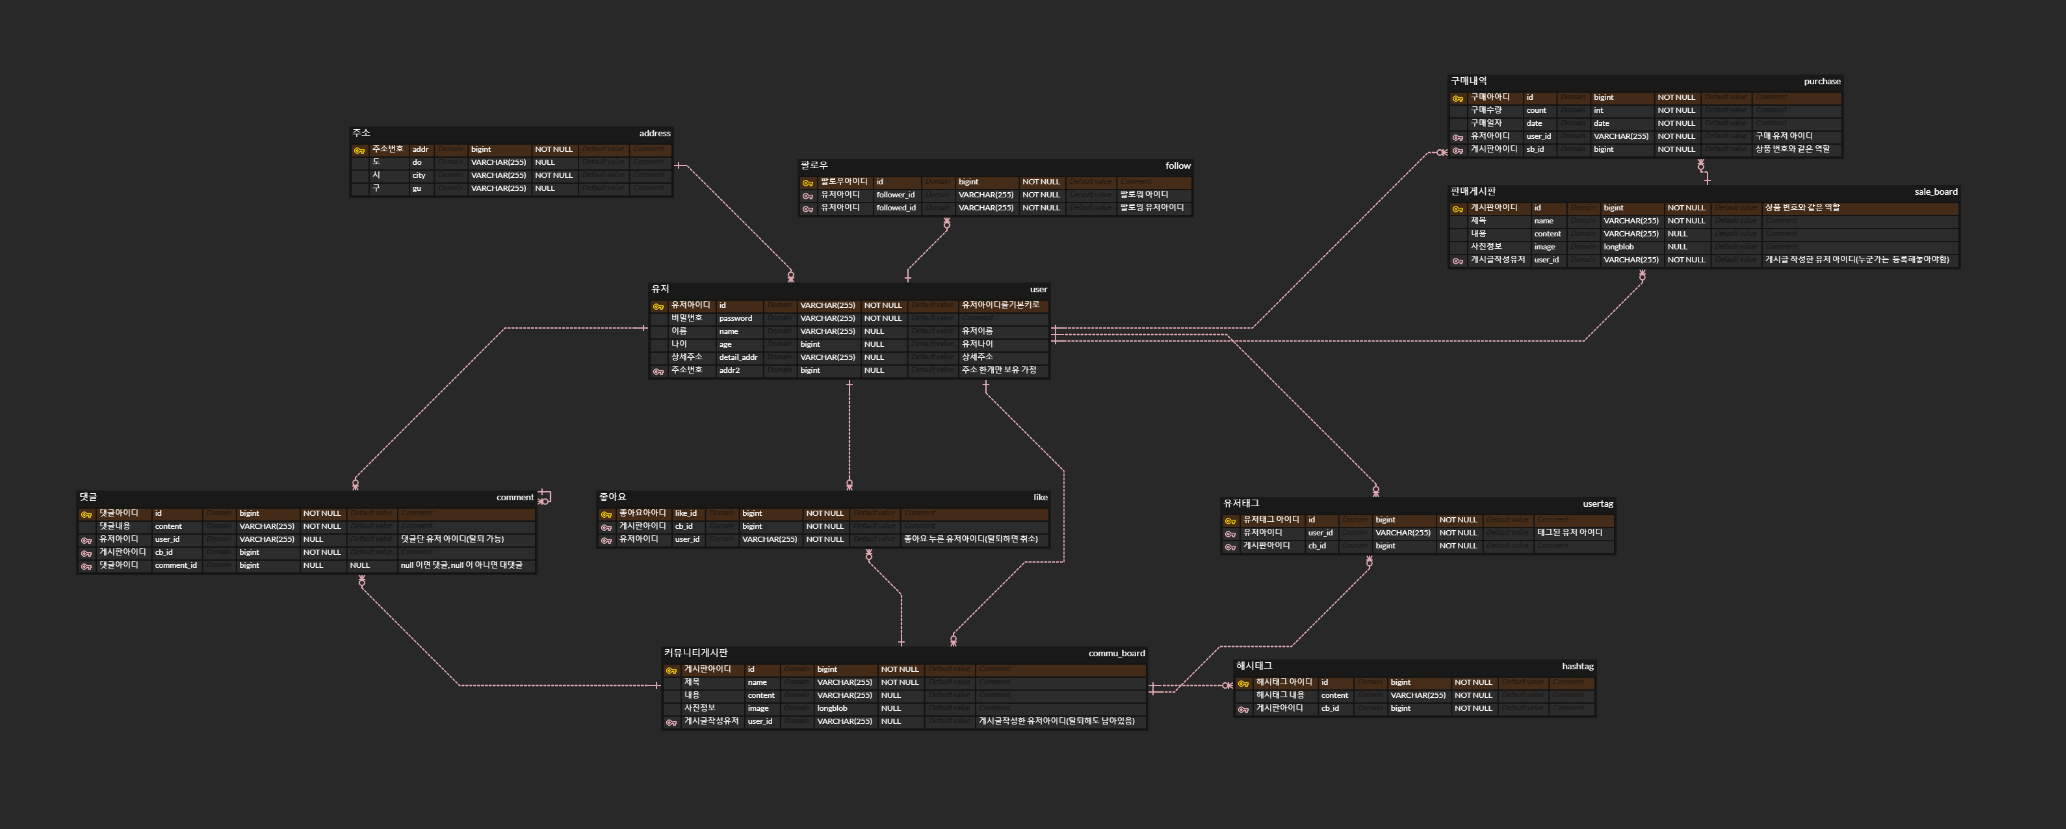 구매내역 purchase
구매아아디 id Domain bigint NOT NULL Default value Comment
구매수량 count Domain int NOT NULL Default value Comment
구매일자 date Domain date NOT NULL Default value Comment
유저아이디 user_id Domain VARCHAR(255) NOT NULL Default value 구매 유저 아이디
게시판아이디 sb_id Domain bigint NOT NULL Default value 상품 번호와 같은 역할
주소 address
주소번호 addr Domain bigint NOT NULL Default value Comment
도 do Domain VARCHAR(255) NULL Default value Comment
시 city Domain VARCHAR(255) NOT NULL Default value Comment
구 gu Domain VARCHAR(255) NULL Default value Comment
팔로우 follow
팔로우아이디 id Domain bigint NOT NULL Default value Comment
유저아이디 follower_id Domain VARCHAR(255) NOT NULL Default value 팔로워 아이디
유저아이디 followed_id Domain VARCHAR(255) NOT NULL Default value 팔로잉 유저아이디
판매게시판 sale_board
게시판아이디 id Domain bigint NOT NULL Default value 상품 번호와 같은 역할
제목 name Domain VARCHAR(255) NOT NULL Default value Comment
내용 content Domain VARCHAR(255) NULL Default value Comment
사진정보 image Domain longblob NULL Default value Comment
게시글작성유저 user_id Domain VARCHAR(255) NOT NULL Default value 게시글 작성한 유저 아이디(누군가는 등록해놓아야함)
유저 user
유저아이디 id Domain VARCHAR(255) NOT NULL Default value 유저아이디를기본키로
비밀번호 password Domain VARCHAR(255) NOT NULL Default value Comment
이름 name Domain VARCHAR(255) NULL Default value 유저이름
나이 age Domain bigint NULL Default value 유저나이
상세주소 detail_addr Domain VARCHAR(255) NULL Default value 상세주소
주소번호 addr2 Domain bigint NULL Default value 주소 한개만 보유 가정
댓글 comment
댓글아이디 id Domain bigint NOT NULL Default value Comment
댓글내용 content Domain VARCHAR(255) NOT NULL Default value Comment
유저아이디 user_id Domain VARCHAR(255) NULL Default value 댓글단 유저 아이디(탈퇴 가능)
게시판아이디 cb_id Domain bigint NOT NULL Default value Comment
댓글아이디 comment_id Domain bigint NULL NULL null 이면 댓글, null 이 아니면 대댓글
좋아요 like
좋아요아이디 like_id Domain bigint NOT NULL Default value Comment
게시판아이디 cb_id Domain bigint NOT NULL Default value Comment
유저아이디 user_id Domain VARCHAR(255) NOT NULL Default value 좋아요 누른 유저아이디(탈퇴하면 취소)
유저태그 usertag
유저태그 아이디 id Domain bigint NOT NULL Default value Comment
유저아이디 user_id Domain VARCHAR(255) NOT NULL Default value 태그된 유저 아이디
게시판아이디 cb_id Domain bigint NOT NULL Default value Comment
커뮤니티게시판 commu_board
게시판아이디 id Domain bigint NOT NULL Default value Comment
제목 name Domain VARCHAR(255) NOT NULL Default value Comment
내용 content Domain VARCHAR(255) NULL Default value Comment
사진정보 image Domain longblob NULL Default value Comment
게시글작성유저 user_id Domain VARCHAR(255) NULL Default value 게시글작성한 유저아이디(탈퇴해도 남아있음)
해시태그 hashtag
해시태그 아이디 id Domain bigint NOT NULL Default value Comment
해시태그 내용 content Domain VARCHAR(255) NOT NULL Default value Comment
게시판아이디 cb_id Domain bigint NOT NULL Default value Comment